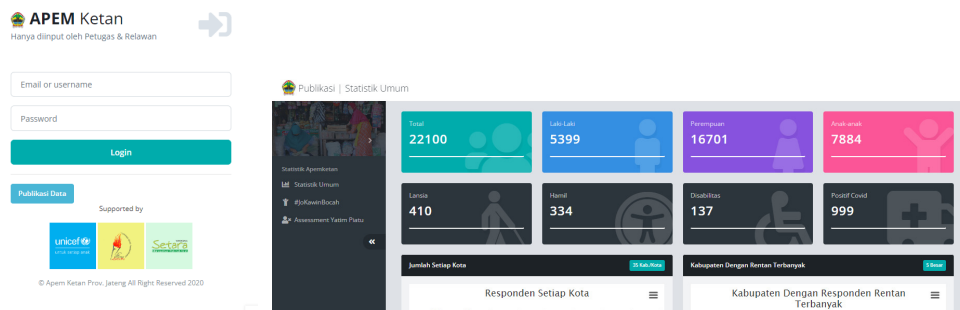 APEM Ketan
Hanya diinput oleh Petugas & Relawan
Email or username
Password
Login
Publikasi Data
Supported by
unicef
untuk setiap anak
Setara
© Apem Ketan Prov. Jateng All Right Reserved 2020
Publikasi | Statistik Umum
Statistik Apemketan
Statistik Umum
#JoKawinBocah
Assessment Yatim Piatu
«
Total
22100
Laki-Laki
5399
Perempuan
16701
Anak-anak
7884
Lansia
410
Hamil
334
Disabilitas
137
Positif Covid
999
Jumlah Setiap Kota
35 Kab/Kota
Kabupaten Dengan Rentan Terbanyak
5 Besar
Responden Setiap Kota
Kabupaten Dengan Responden Rentan
Terbanyak